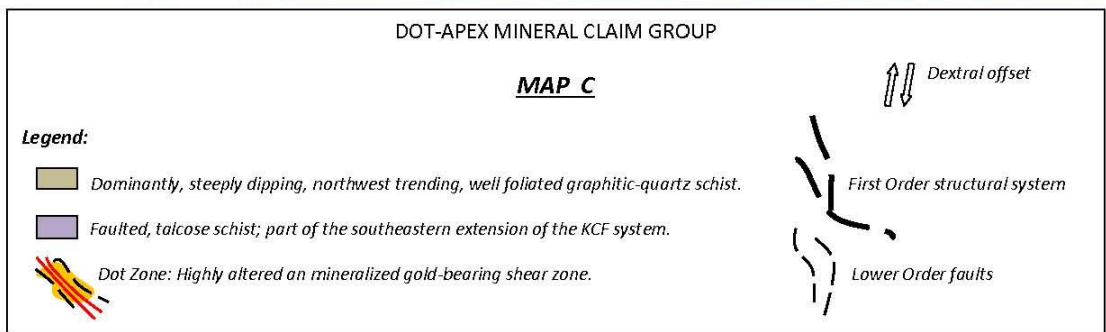 DOT-APEX MINERAL CLAIM GROUP
MAP C
Dextral offset
Legend:
Dominantly, steeply dipping, northwest trending, well foliated graphitic-quartz schist.
First Order structural system
Faulted, talcose schist; part of the southeastern extension of the KCF system.
Dot Zone: Highly altered an mineralized gold-bearing shear zone.
Lower Order faults